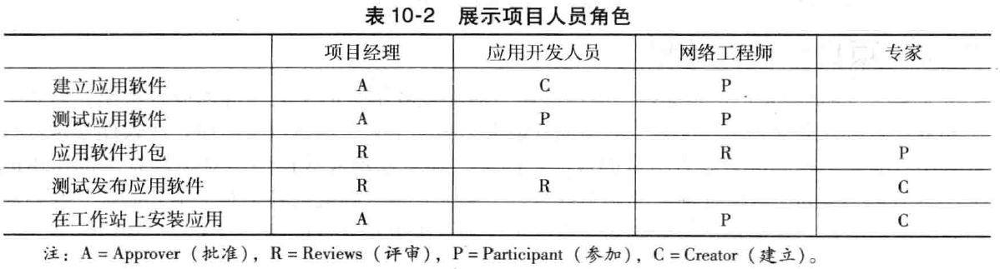 表 10-2 展示项目人员角色
项目经理 应用开发人员 网络工程师 专家
建立应用软件 A C P
测试应用软件 A P P
应用软件打包 R R P
测试发布应用软件 R R C
在工作站上安装应用 A P C
注：A = Approver（批准），R = Reviews（评审），P = Participant（参加），C = Creator（建立）。